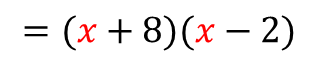 = (x + 8)(x − 2)